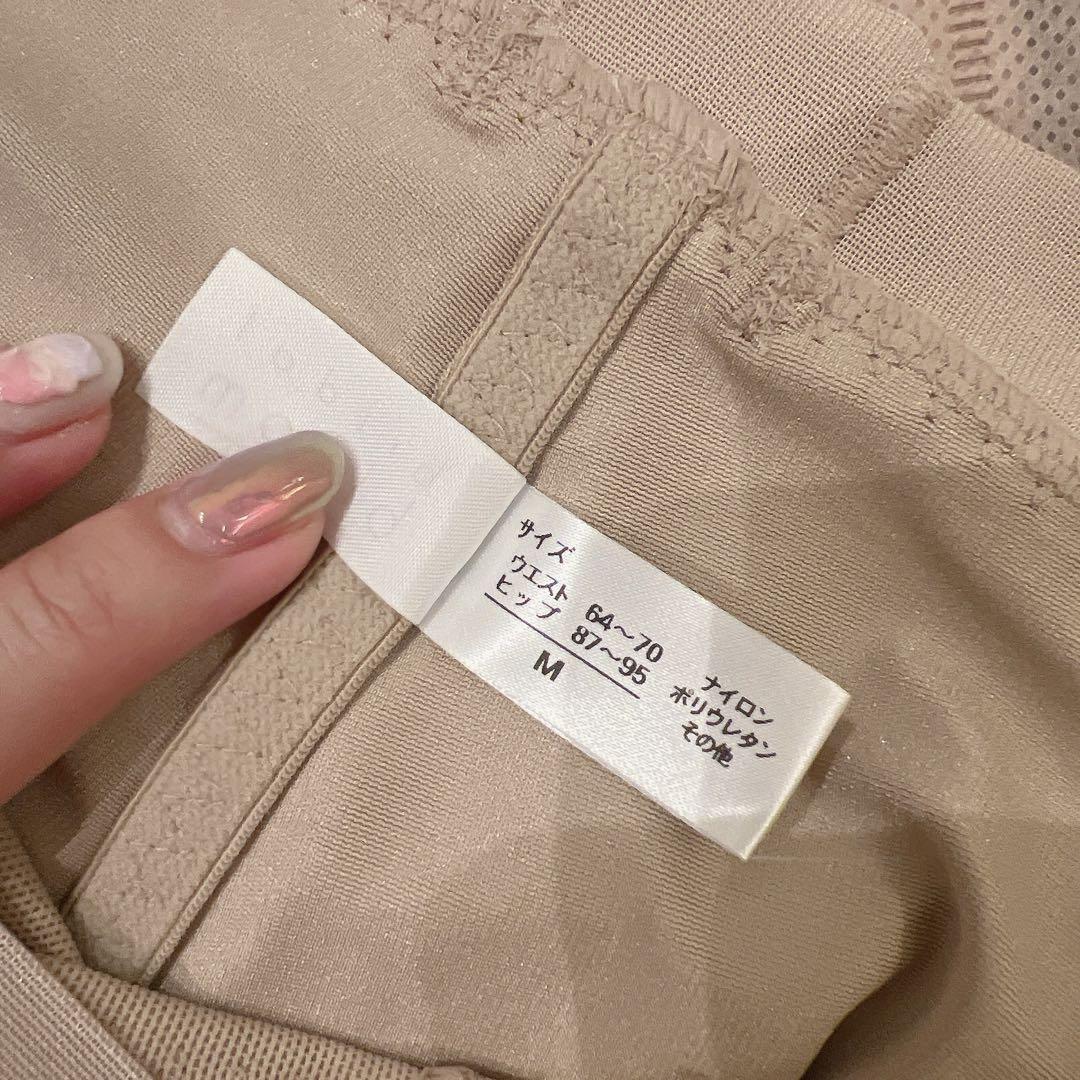 サイズ
ウエスト 64～70
ヒップ 87～95
M
ナイロン
ポリウレタン
その他